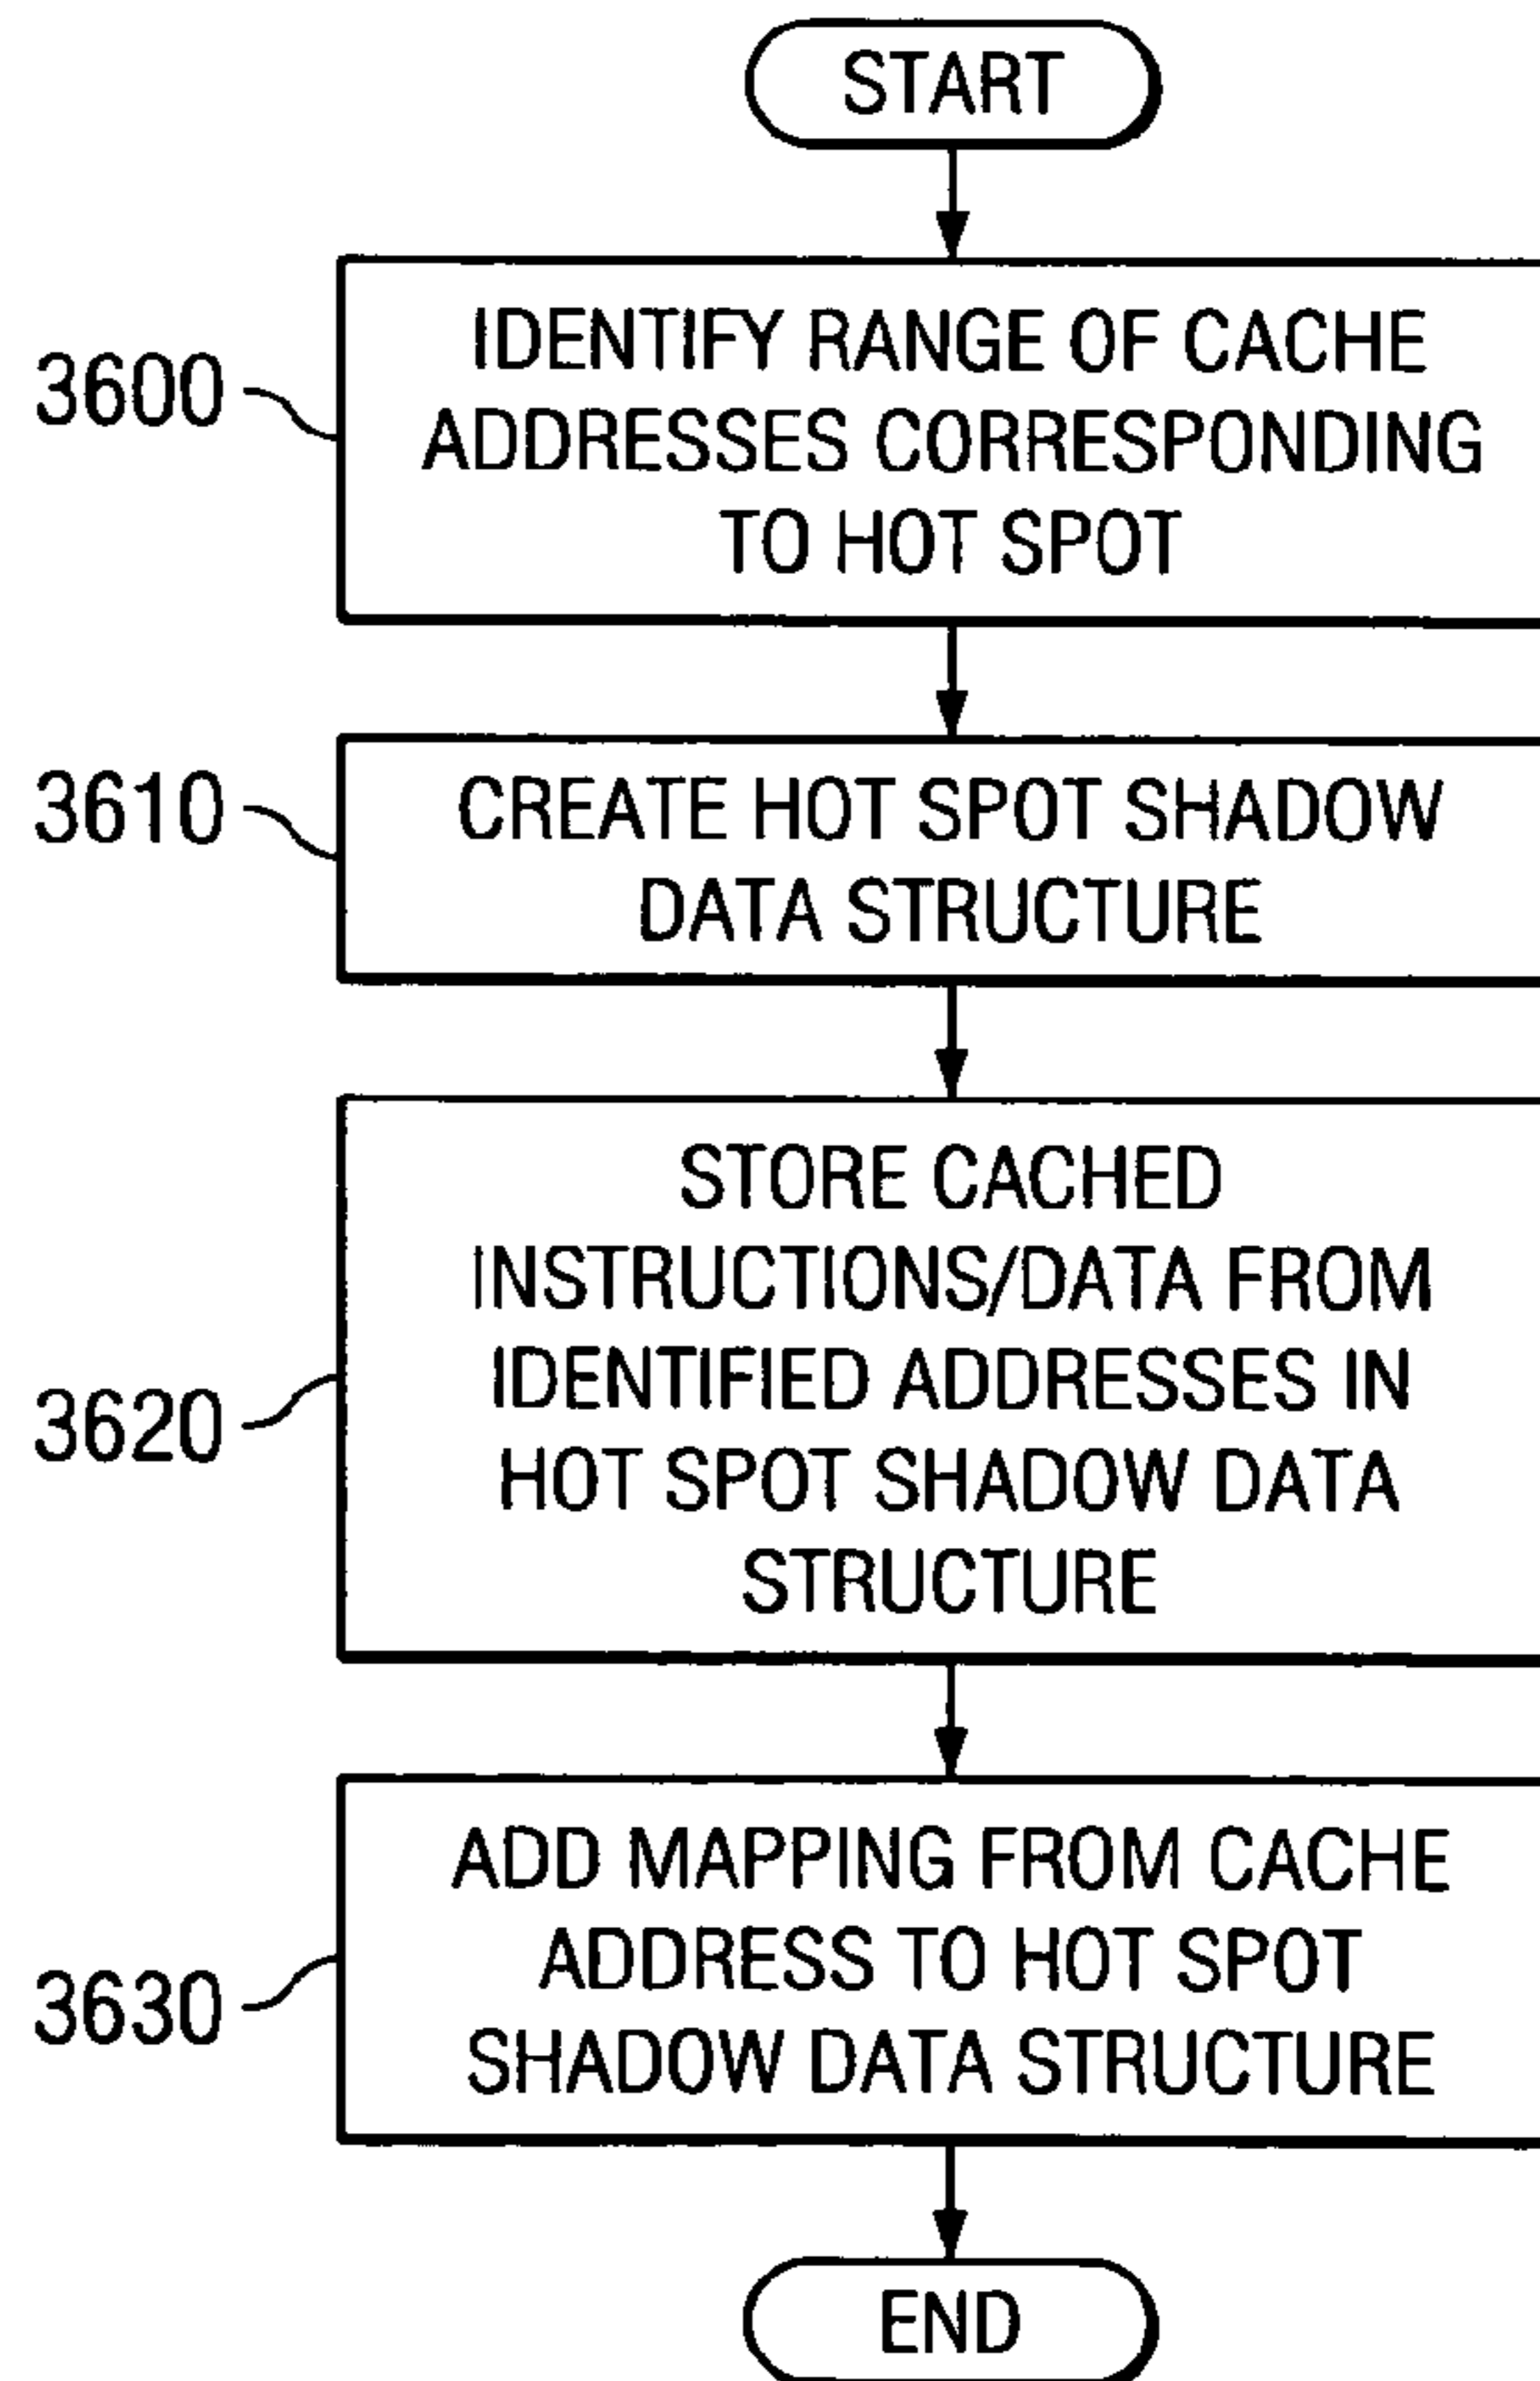 START
3600
IDENTIFY RANGE OF CACHE
ADDRESSES CORRESPONDING
TO HOT SPOT
3610
CREATE HOT SPOT SHADOW
DATA STRUCTURE
3620
STORE CACHED
INSTRUCTIONS/DATA FROM
IDENTIFIED ADDRESSES IN
HOT SPOT SHADOW DATA
STRUCTURE
3630
ADD MAPPING FROM CACHE
ADDRESS TO HOT SPOT
SHADOW DATA STRUCTURE
END